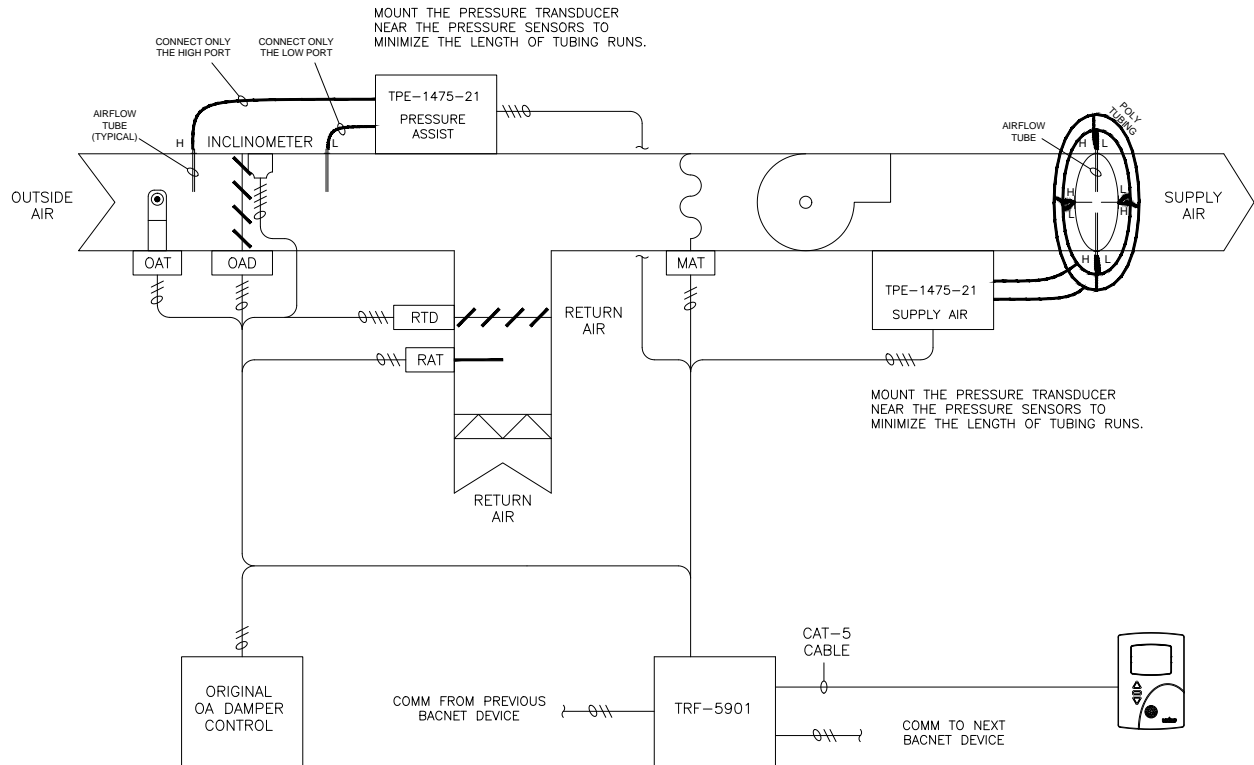 MOUNT THE PRESSURE TRANSDUCER
NEAR THE PRESSURE SENSORS TO
MINIMIZE THE LENGTH OF TUBING RUNS.
CONNECT ONLY
THE HIGH PORT
CONNECT ONLY
THE LOW PORT
TPE-1475-21
PRESSURE
ASSIST
AIRFLOW
TUBE
(TYPICAL)
H
INCLINOMETER
L
AIRFLOW
TUBE
POLY
TUBING
H
L
H
L
L
H
H
L
OUTSIDE
AIR
SUPPLY
AIR
OAT
OAD
MAT
TPE-1475-21
SUPPLY AIR
RTD
RETURN
AIR
RAT
MOUNT THE PRESSURE TRANSDUCER
NEAR THE PRESSURE SENSORS TO
MINIMIZE THE LENGTH OF TUBING RUNS.
RETURN
AIR
CAT-5
CABLE
ORIGINAL
OA DAMPER
CONTROL
COMM FROM PREVIOUS
BACNET DEVICE
TRF-5901
COMM TO NEXT
BACNET DEVICE